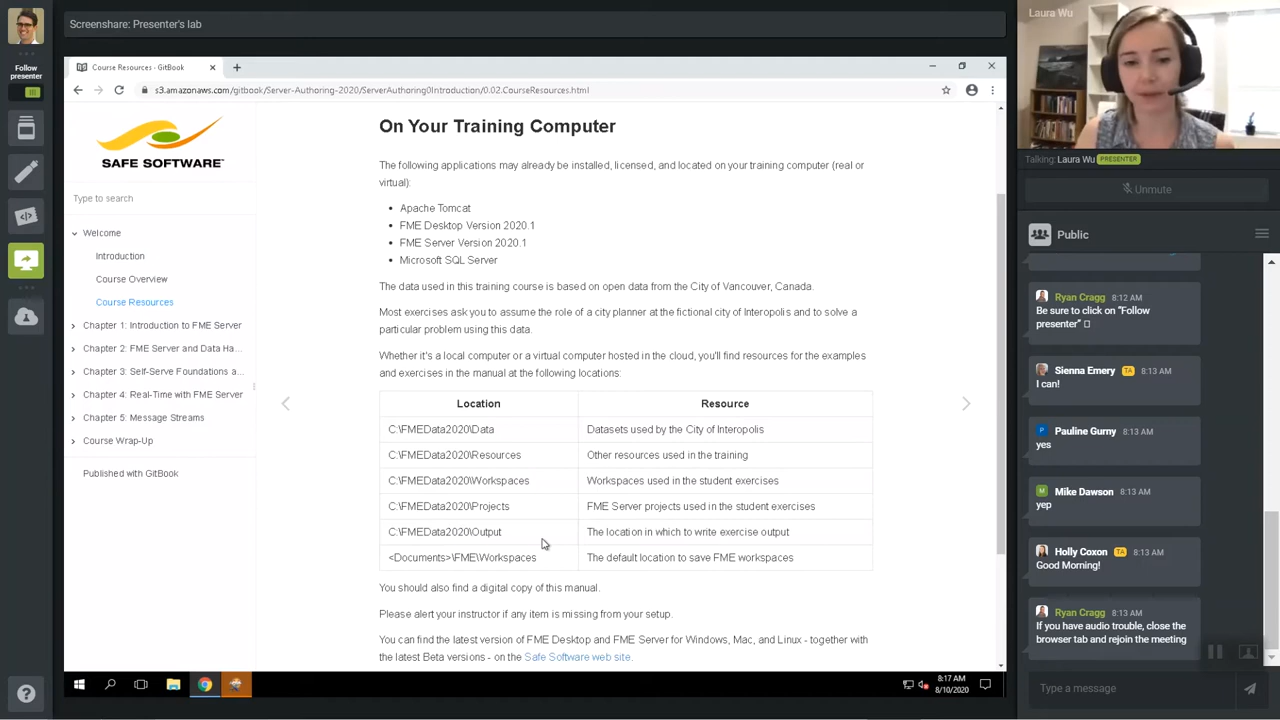 Follow
presenter
Screenshare: Presenter's lab
Course Resources - GitBook
s3.amazonaws.com/gitbook/Server-Authoring-2020/ServerAuthoring0Introduction/0.02.CourseResources.html
SAFE SOFTWARE™
Type to search
Welcome
Introduction
Course Overview
Course Resources
Chapter 1: Introduction to FME Server
Chapter 2: FME Server and Data Ha...
Chapter 3: Self-Serve Foundations a...
Chapter 4: Real-Time with FME Server
Chapter 5: Message Streams
Course Wrap-Up
Published with GitBook
On Your Training Computer
The following applications may already be installed, licensed, and located on your training computer (real or
virtual):
• Apache Tomcat
• FME Desktop Version 2020.1
• FME Server Version 2020.1
• Microsoft SQL Server
The data used in this training course is based on open data from the City of Vancouver, Canada.
Most exercises ask you to assume the role of a city planner at the fictional city of Interopolis and to solve a
particular problem using this data.
Whether it's a local computer or a virtual computer hosted in the cloud, you'll find resources for the examples
and exercises in the manual at the following locations:
Location Resource
C:\FMEData2020\Data Datasets used by the City of Interopolis
C:\FMEData2020\Resources Other resources used in the training
C:\FMEData2020\Workspaces Workspaces used in the student exercises
C:\FMEData2020\Projects FME Server projects used in the student exercises
C:\FMEData2020\Output The location in which to write exercise output
<Documents>\FME\Workspaces The default location to save FME workspaces
You should also find a digital copy of this manual.
Please alert your instructor if any item is missing from your setup.
You can find the latest version of FME Desktop and FME Server for Windows, Mac, and Linux - together with
the latest Beta versions - on the Safe Software web site.
8:17 AM
8/10/2020
Laura Wu
Talking: Laura Wu PRESENTER
Unmute
Public
Ryan Cragg 8:12 AM
Be sure to click on "Follow
presenter"
Sienna Emery TA 8:13 AM
I can!
P
Pauline Gurny 8:13 AM
yes
M
Mike Dawson 8:13 AM
yep
Holly Coxon TA 8:13 AM
Good Morning!
Ryan Cragg 8:13 AM
If you have audio trouble, close the
browser tab and rejoin the meeting
Type a message